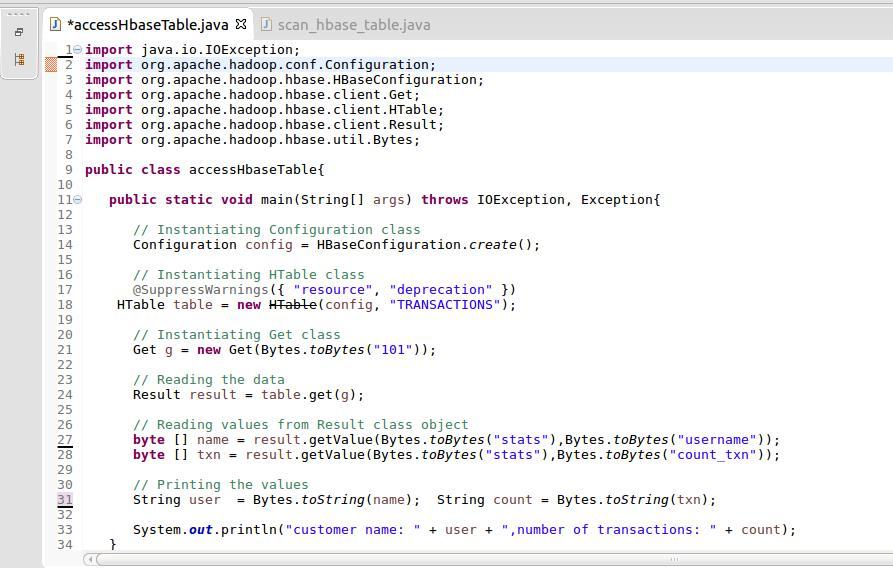 *accessHbaseTable.java scan_hbase_table.java
1 import java.io.IOException;
2 import org.apache.hadoop.conf.Configuration;
3 import org.apache.hadoop.hbase.HBaseConfiguration;
4 import org.apache.hadoop.hbase.client.Get;
5 import org.apache.hadoop.hbase.client.HTable;
6 import org.apache.hadoop.hbase.client.Result;
7 import org.apache.hadoop.hbase.util.Bytes;
8
9 public class accessHbaseTable{
10
11    public static void main(String[] args) throws IOException, Exception{
12
13       // Instantiating Configuration class
14       Configuration config = HBaseConfiguration.create();
15
16       // Instantiating HTable class
17       @SuppressWarnings({ "resource", "deprecation" })
18     HTable table = new HTable(config, "TRANSACTIONS");
19
20       // Instantiating Get class
21       Get g = new Get(Bytes.toBytes("101"));
22
23       // Reading the data
24       Result result = table.get(g);
25
26       // Reading values from Result class object
27       byte [] name = result.getValue(Bytes.toBytes("stats"),Bytes.toBytes("username"));
28       byte [] txn = result.getValue(Bytes.toBytes("stats"),Bytes.toBytes("count_txn"));
29
30       // Printing the values
31       String user  = Bytes.toString(name);  String count = Bytes.toString(txn);
32
33       System.out.println("customer name: " + user + ",number of transactions: " + count);
34    }